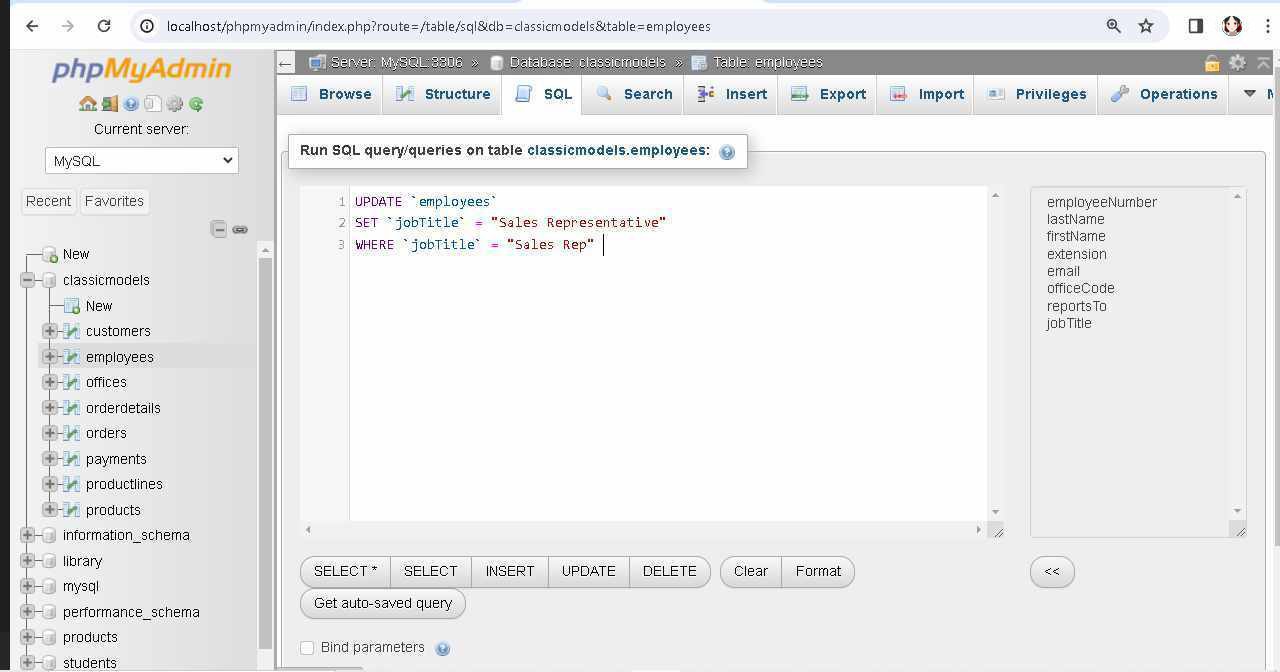 localhost/phpmyadmin/index.php?route=/table/sql&db=classicmodels&table=employees
phpMyAdmin
Current server:
MySQL
Recent Favorites
New
classicmodels
New
customers
employees
offices
orderdetails
orders
payments
productlines
products
information_schema
library
mysql
performance_schema
products
students
Server: MySQL:3306 » Database: classicmodels » Table: employees
Browse Structure SQL Search Insert Export Import Privileges Operations
Run SQL query/queries on table classicmodels.employees:
1 UPDATE `employees`
2 SET `jobTitle` = "Sales Representative"
3 WHERE `jobTitle` = "Sales Rep"
employeeNumber
lastName
firstName
extension
email
officeCode
reportsTo
jobTitle
SELECT * SELECT INSERT UPDATE DELETE Clear Format <<
Get auto-saved query
Bind parameters